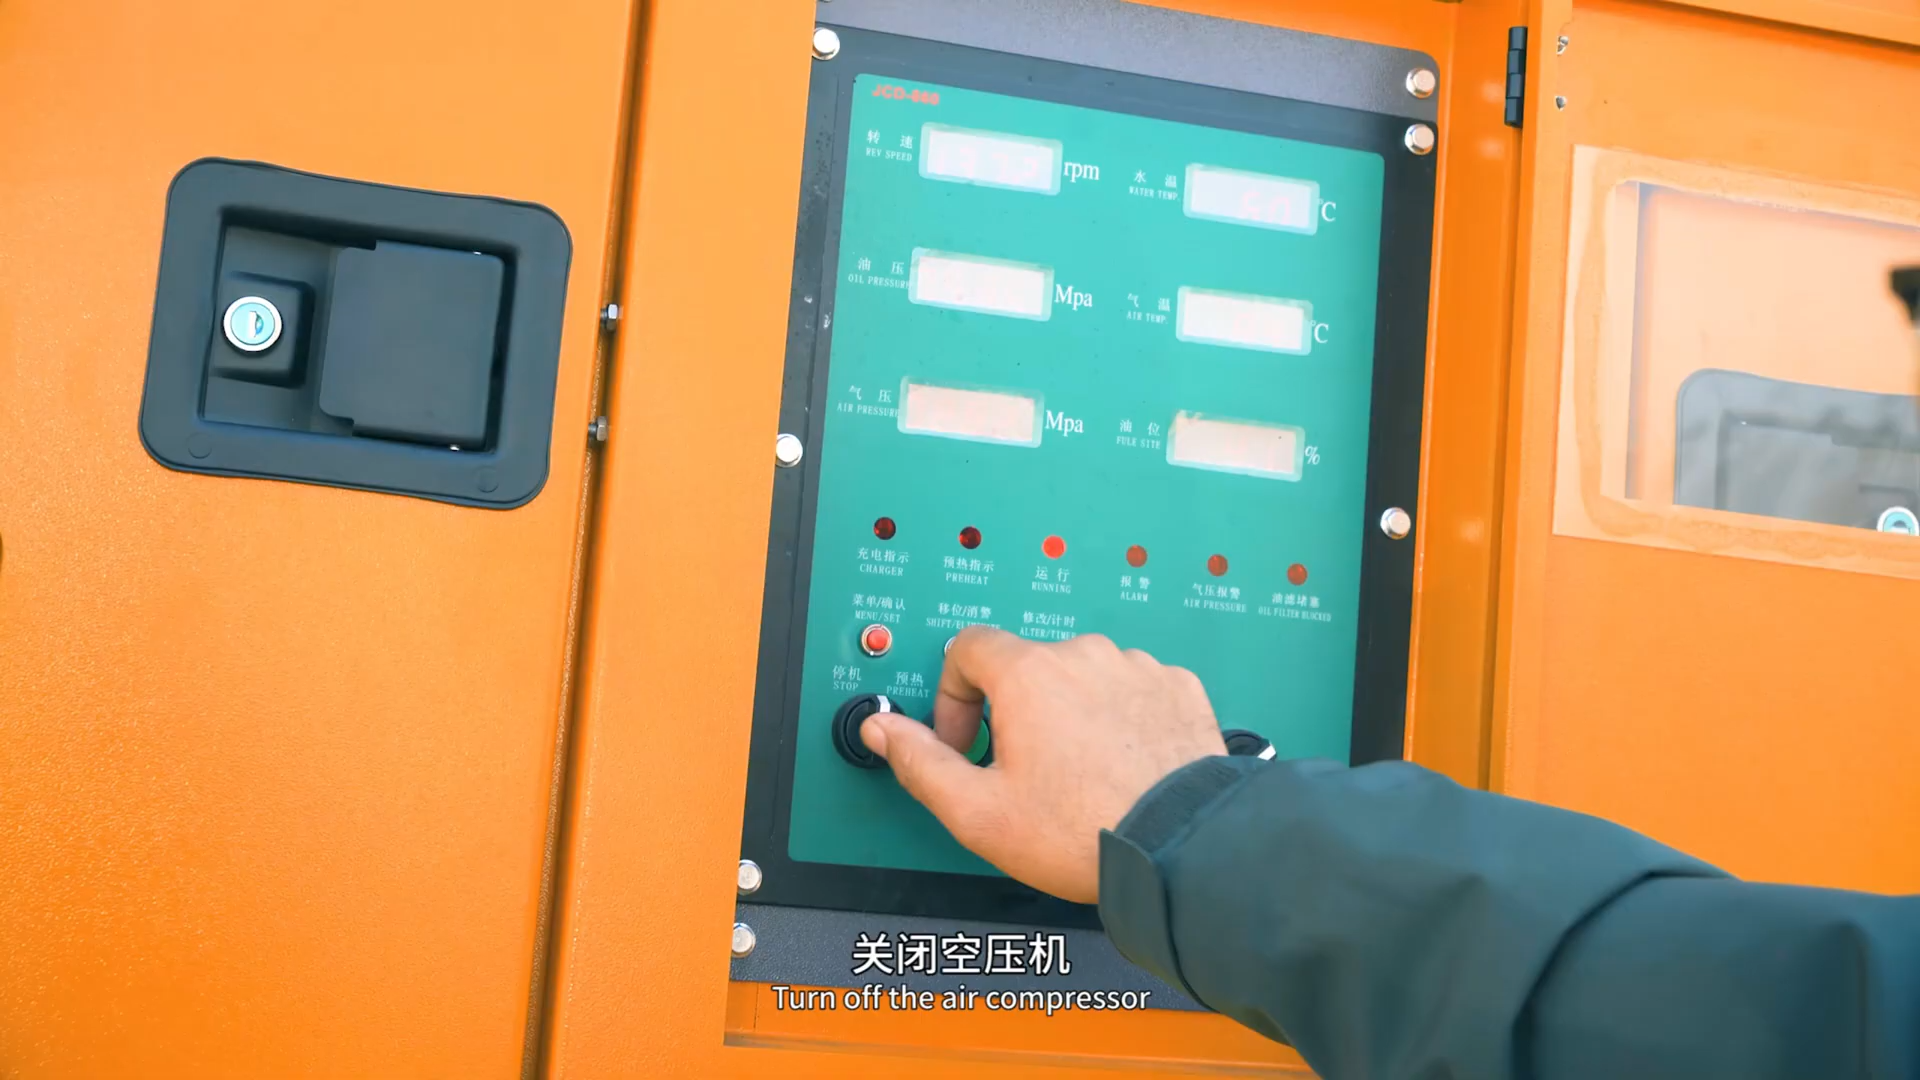 JCD-860
转 速
REV SPEED
rpm
水 温
WATER TEMP.
℃
油 压
OIL PRESSURE
Mpa
气 温
AIR TEMP.
℃
气 压
AIR PRESSURE
Mpa
油 位
FULE SITE
%
充电指示
CHARGER
预热指示
PREHEAT
运 行
RUNNING
报 警
ALARM
气压报警
AIR PRESSURE
油滤堵塞
OIL FILTER BLOCKED
菜单/确认
MENU/SET
移位/消警
SHIFT/ELIMINATE
修改/计时
ALTER/TIMER
停机
STOP
预热
PREHEAT
关闭空压机
Turn off the air compressor